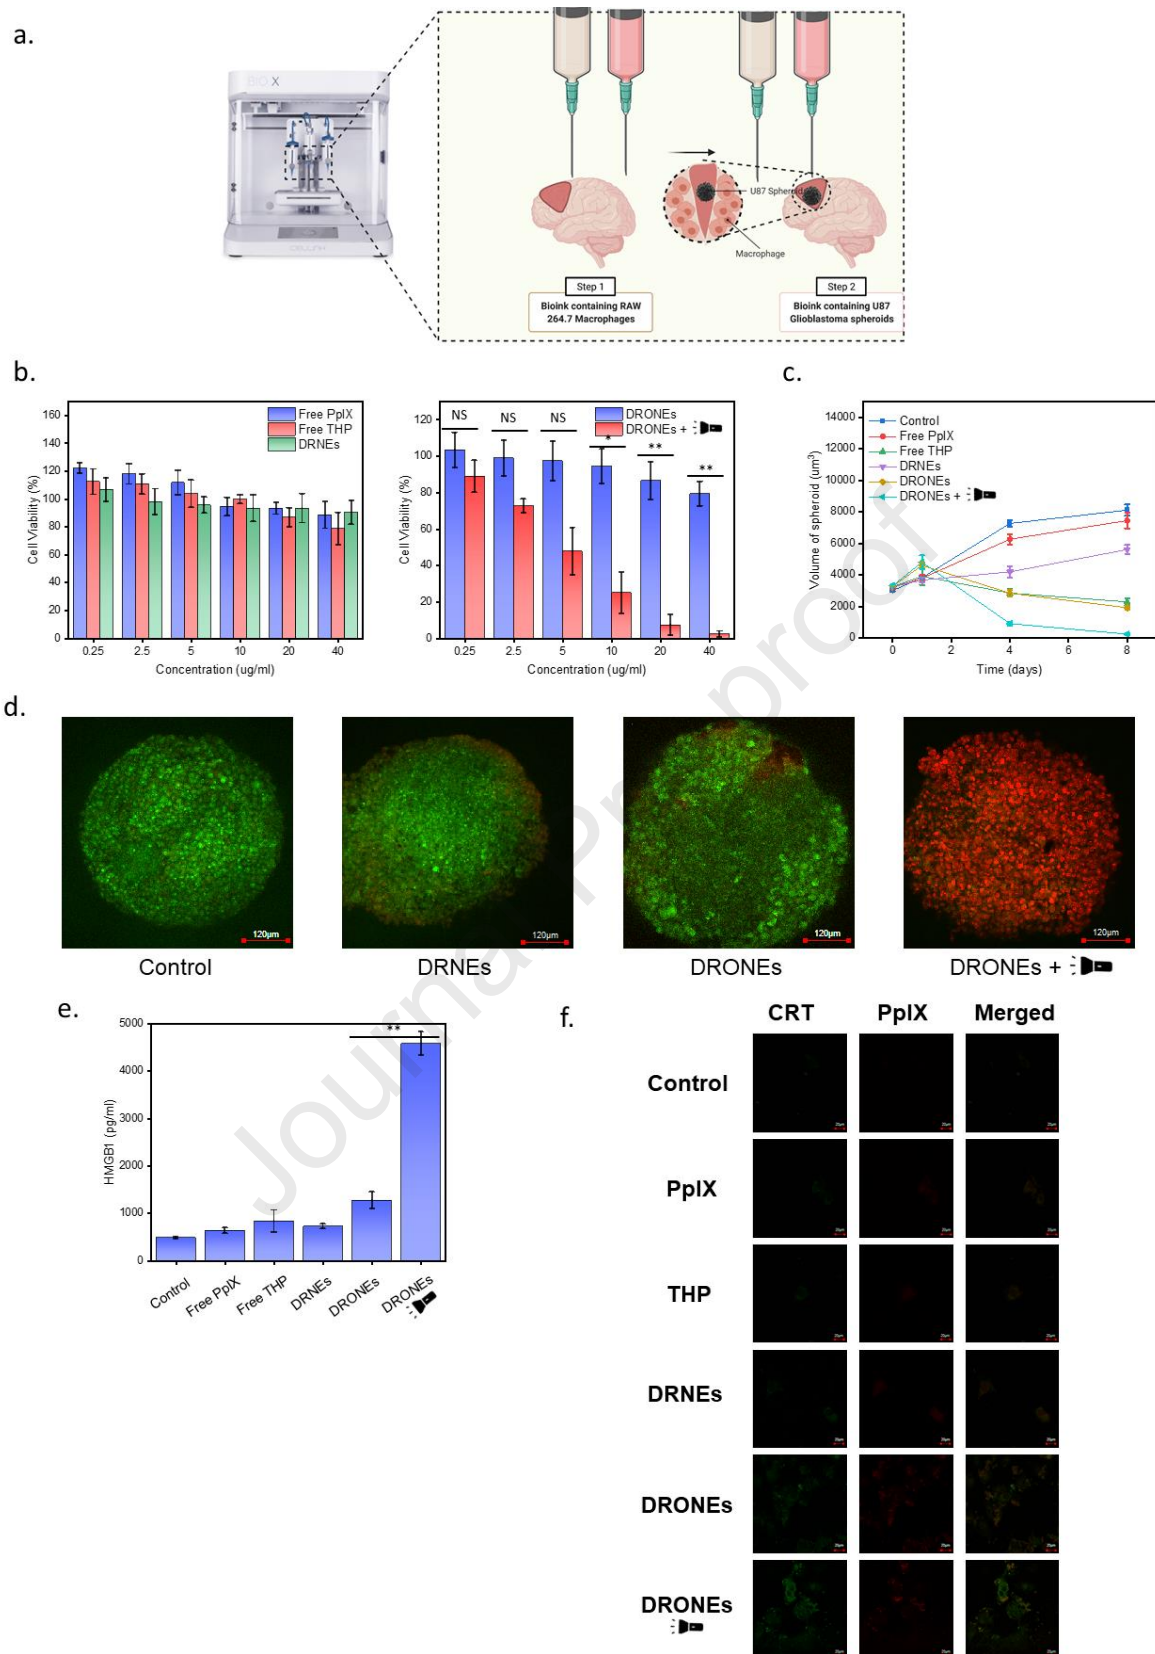 a.
BIO X
CELLINK
U87 Spheroid
Macrophage
Step 1
Bioink containing RAW
264.7 Macrophages
Step 2
Bioink containing U87
Glioblastoma spheroids
b.
160
140
120
100
80
60
40
20
0
Cell Viability (%)
Free PpIX
Free THP
DRNEs
0.25 2.5 5 10 20 40
Concentration (ug/ml)
120
100
80
60
40
20
0
Cell Viability (%)
NS NS NS * ** **
DRONEs
DRONEs +
0.25 2.5 5 10 20 40
Concentration (ug/ml)
c.
14000
12000
10000
8000
6000
4000
2000
0
Volume of spheroid (um³)
Control
Free PpIX
Free THP
DRNEs
DRONEs
DRONEs +
0 2 4 6 8
Time (days)
d.
120µm 120µm 120µm 120µm
Control DRNEs DRONEs DRONEs +
e.
5000
4000
3000
2000
1000
0
HMGB1 (pg/ml)
**
Control Free PpIX Free THP DRNEs DRONEs DRONEs
f.
CRT PpIX Merged
Control
PpIX
THP
DRNEs
DRONEs
DRONEs
Journal Pre-proof